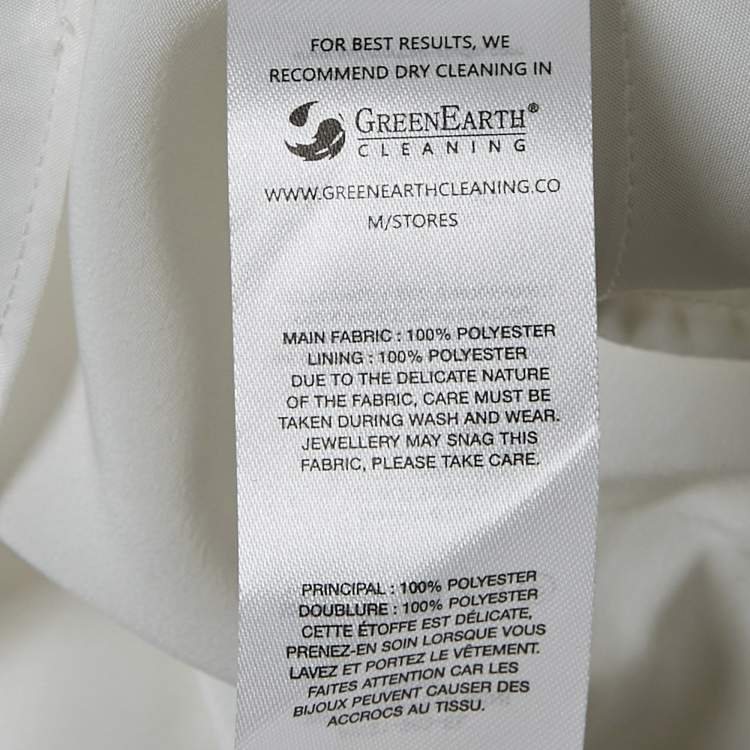 FOR BEST RESULTS, WE
RECOMMEND DRY CLEANING IN
GREENEARTH®
CLEANING
WWW.GREENEARTHCLEANING.CO
M/STORES
MAIN FABRIC : 100% POLYESTER
LINING : 100% POLYESTER
DUE TO THE DELICATE NATURE
OF THE FABRIC, CARE MUST BE
TAKEN DURING WASH AND WEAR.
JEWELLERY MAY SNAG THIS
FABRIC, PLEASE TAKE CARE.
PRINCIPAL : 100% POLYESTER
DOUBLURE : 100% POLYESTER
CETTE ÉTOFFE EST DÉLICATE,
PRENEZ-EN SOIN LORSQUE VOUS
LAVEZ ET PORTEZ LE VÊTEMENT.
FAITES ATTENTION CAR LES
BIJOUX PEUVENT CAUSER DES
ACCROCS AU TISSU.